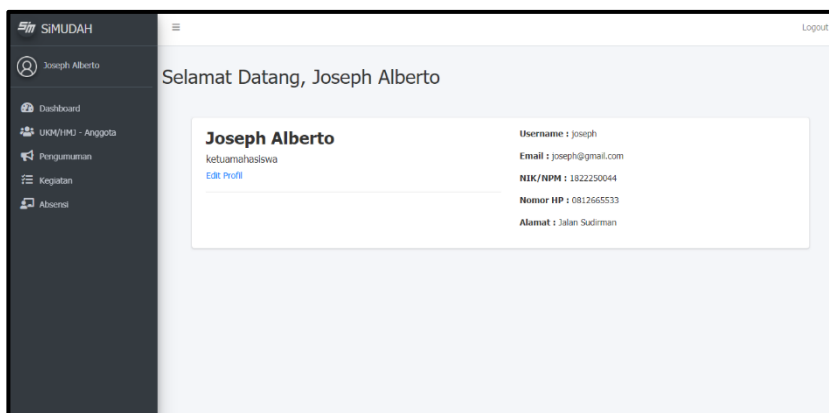 Sim SiMUDAH
Logout
Joseph Alberto
Selamat Datang, Joseph Alberto
Dashboard
UKM/HMJ - Anggota
Pengumuman
Kegiatan
Absensi
Joseph Alberto
ketuamahasiswa
Edit Profil
Username : joseph
Email : joseph@gmail.com
NIK/NPM : 1822250044
Nomor HP : 0812665533
Alamat : Jalan Sudirman